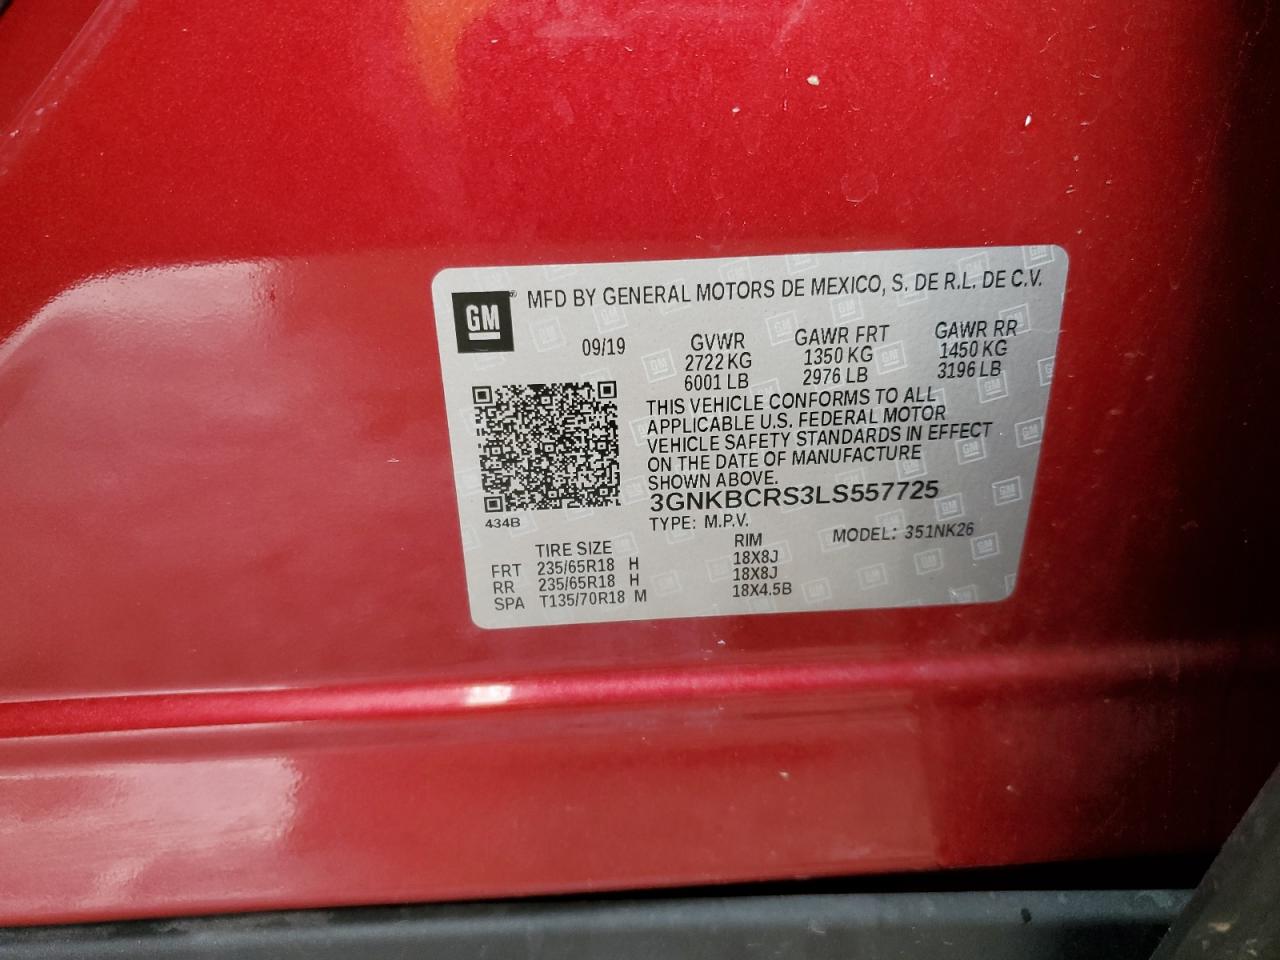 GM ® MFD BY GENERAL MOTORS DE MEXICO, S. DE R.L. DE C.V.
09/19 GVWR GAWR FRT GAWR RR
2722 KG 1350 KG 1450 KG
6001 LB 2976 LB 3196 LB
THIS VEHICLE CONFORMS TO ALL
APPLICABLE U.S. FEDERAL MOTOR
VEHICLE SAFETY STANDARDS IN EFFECT
ON THE DATE OF MANUFACTURE
SHOWN ABOVE.
3GNKBCRS3LS557725
434B TYPE: M.P.V. MODEL: 351NK26
TIRE SIZE RIM
FRT 235/65R18 H 18X8J
RR 235/65R18 H 18X8J
SPA T135/70R18 M 18X4.5B